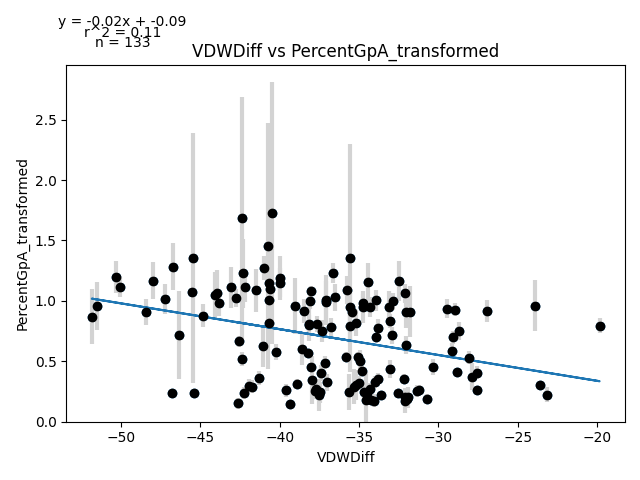 y = -0.02x + -0.09
r^2 = 0.11
n = 133
VDWDiff vs PercentGpA_transformed
PercentGpA_transformed
2.5
2.0
1.5
1.0
0.5
0.0
−50
−45
−40
−35
−30
−25
−20
VDWDiff